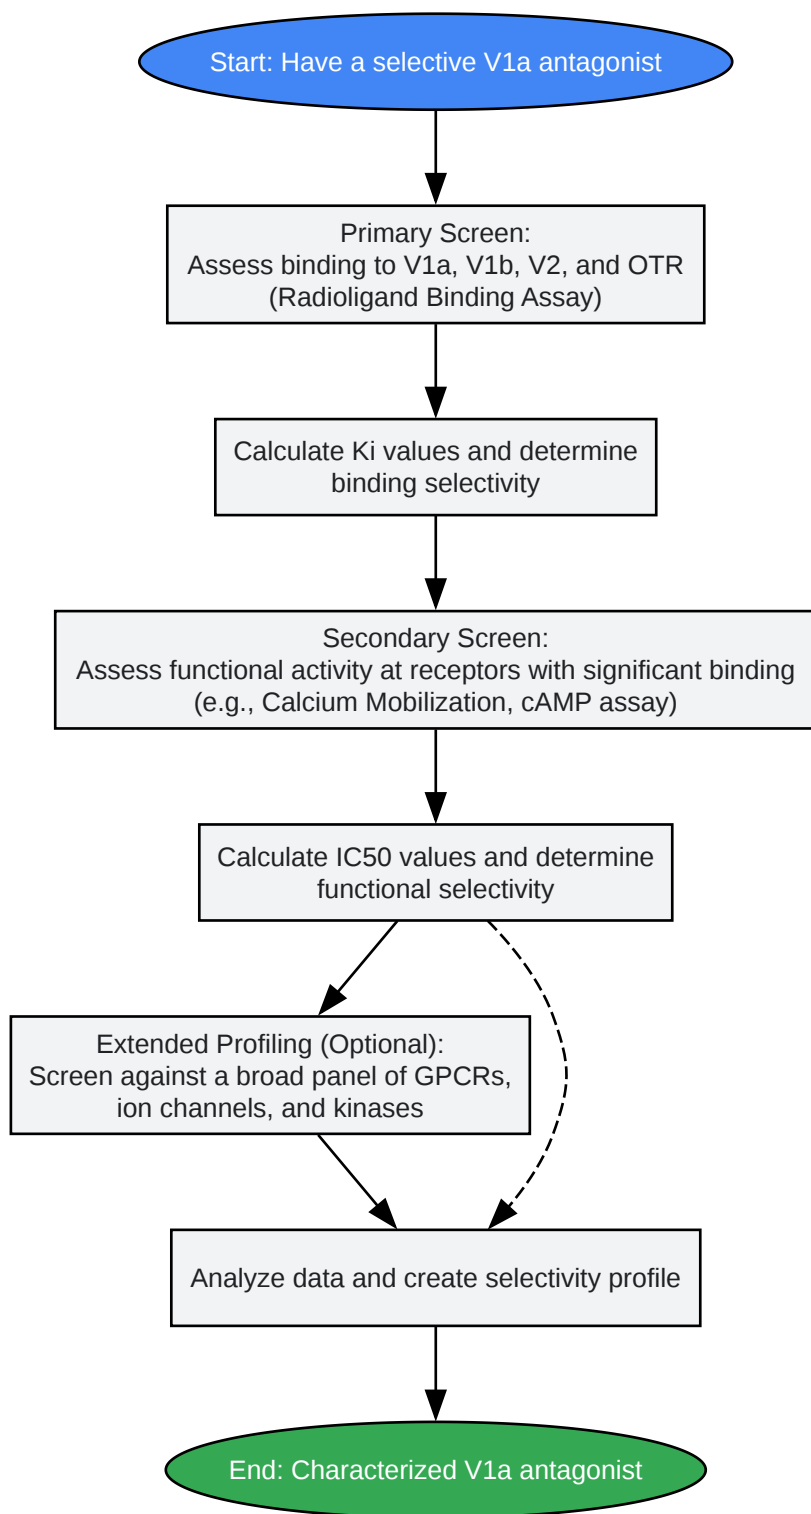 Start: Have a selective V1a antagonist
Primary Screen:
Assess binding to V1a, V1b, V2, and OTR
(Radioligand Binding Assay)
Calculate Ki values and determine
binding selectivity
Secondary Screen:
Assess functional activity at receptors with significant binding
(e.g., Calcium Mobilization, cAMP assay)
Calculate IC50 values and determine
functional selectivity
Extended Profiling (Optional):
Screen against a broad panel of GPCRs,
ion channels, and kinases
Analyze data and create selectivity profile
End: Characterized V1a antagonist